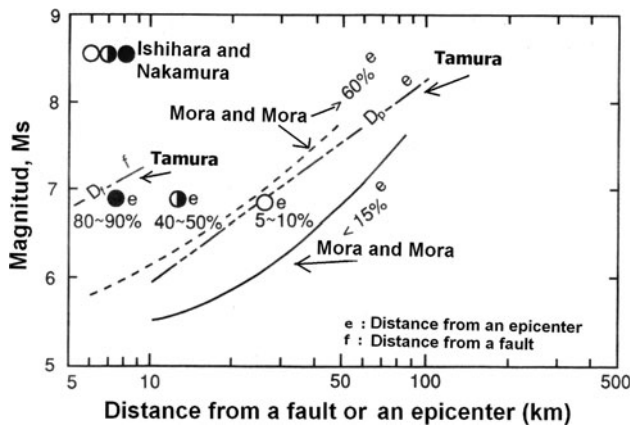 Ishihara and
Nakamura
Tamura
e
60% e
Mora and Mora
Dp
f
Tamura
Df
e
e
e
80~90%
40~50%
5~10%
< 15% e
Mora and Mora
e : Distance from an epicenter
f : Distance from a fault
Magnitud, Ms
9
8
7
6
5
5
10
50
100
500
Distance from a fault or an epicenter (km)